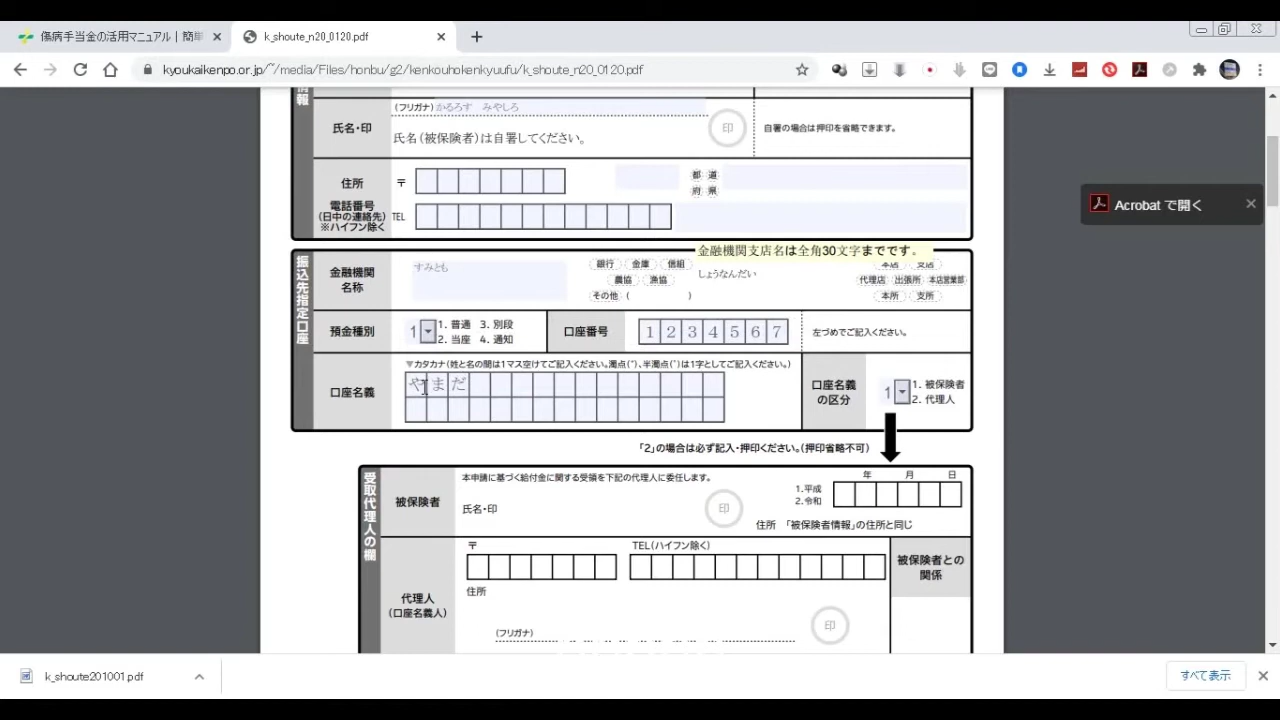 傷病手当金の活用マニュアル｜簡単
k_shoute_n20_0120.pdf
kyoukaikenpo.or.jp/~/media/Files/honbu/g2/kenkouhokenkyuufu/k_shoute_n20_0120.pdf
情報
(フリガナ) かるろす みやしろ
氏名・印
氏名(被保険者)は自署してください。
印
自署の場合は押印を省略できます。
住所
〒
都 道
府 県
電話番号
(日中の連絡先)
※ハイフン除く
TEL
Acrobat で開く
振込先指定口座
金融機関支店名は全角30文字までです。
金融機関
名称
すみとも
銀行 金庫 信組
農協 漁協
その他 ( )
しょうなんだい
本店 支店
代理店 出張所 本店営業部
本所 支所
預金種別
1
1. 普通 3. 別段
2. 当座 4. 通知
口座番号
1 2 3 4 5 6 7
左づめでご記入ください。
口座名義
▼カタカナ(姓と名の間は1マス空けてご記入ください。濁点(゛)、半濁点(゜)は1字としてご記入ください。)
やまだ
口座名義
の区分
1
1. 被保険者
2. 代理人
「2」の場合は必ず記入・押印ください。(押印省略不可)
受取代理人の欄
被保険者
本申請に基づく給付金に関する受領を下記の代理人に委任します。
氏名・印
印
1.平成
2.令和
年 月 日
住所 「被保険者情報」の住所と同じ
代理人
(口座名義人)
〒
TEL(ハイフン除く)
被保険者との
関係
住所
(フリガナ)
印
k_shoute201001.pdf
すべて表示